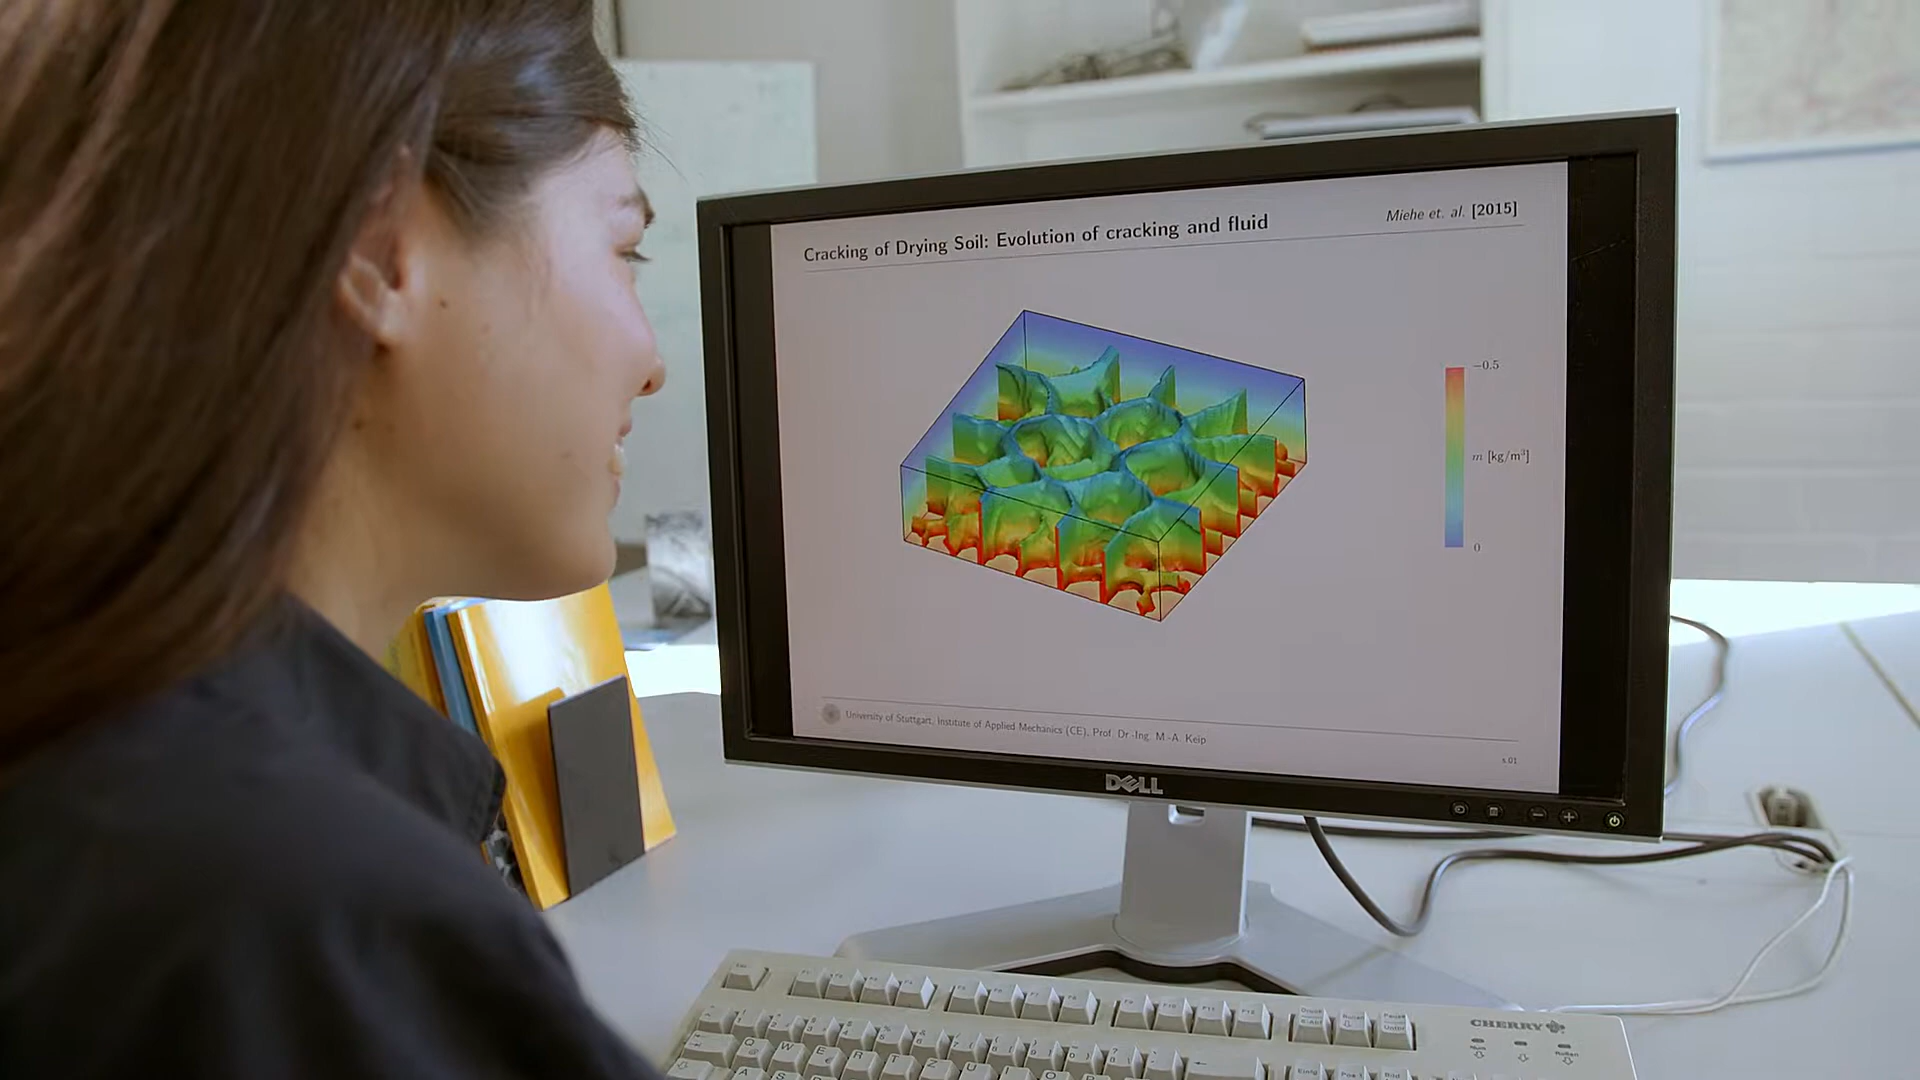 Cracking of Drying Soil: Evolution of cracking and fluid
Miehe et. al. [2015]
−0.5
m [kg/m³]
0
University of Stuttgart, Institute of Applied Mechanics (CE), Prof. Dr.-Ing. M.-A. Keip
s.01
DELL
CHERRY
Q W E R T Z U
A S